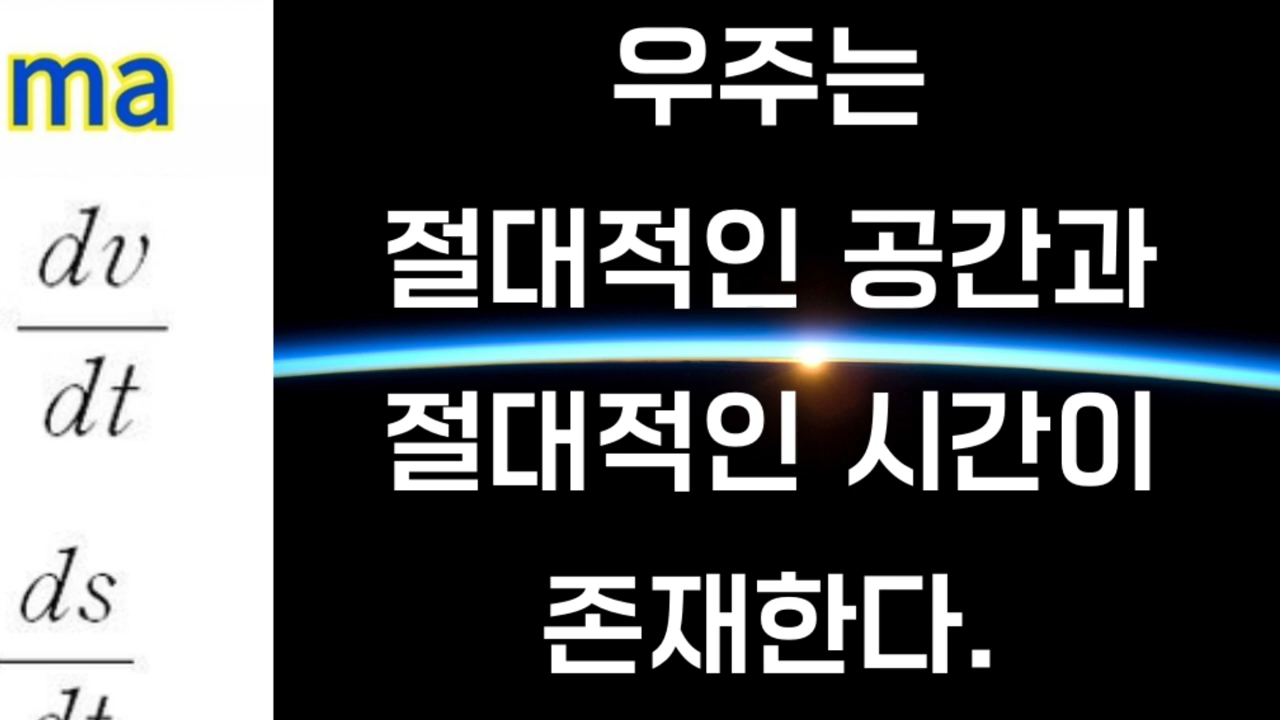 ma
dv
dt
ds
dt
우주는
절대적인 공간과
절대적인 시간이
존재한다.